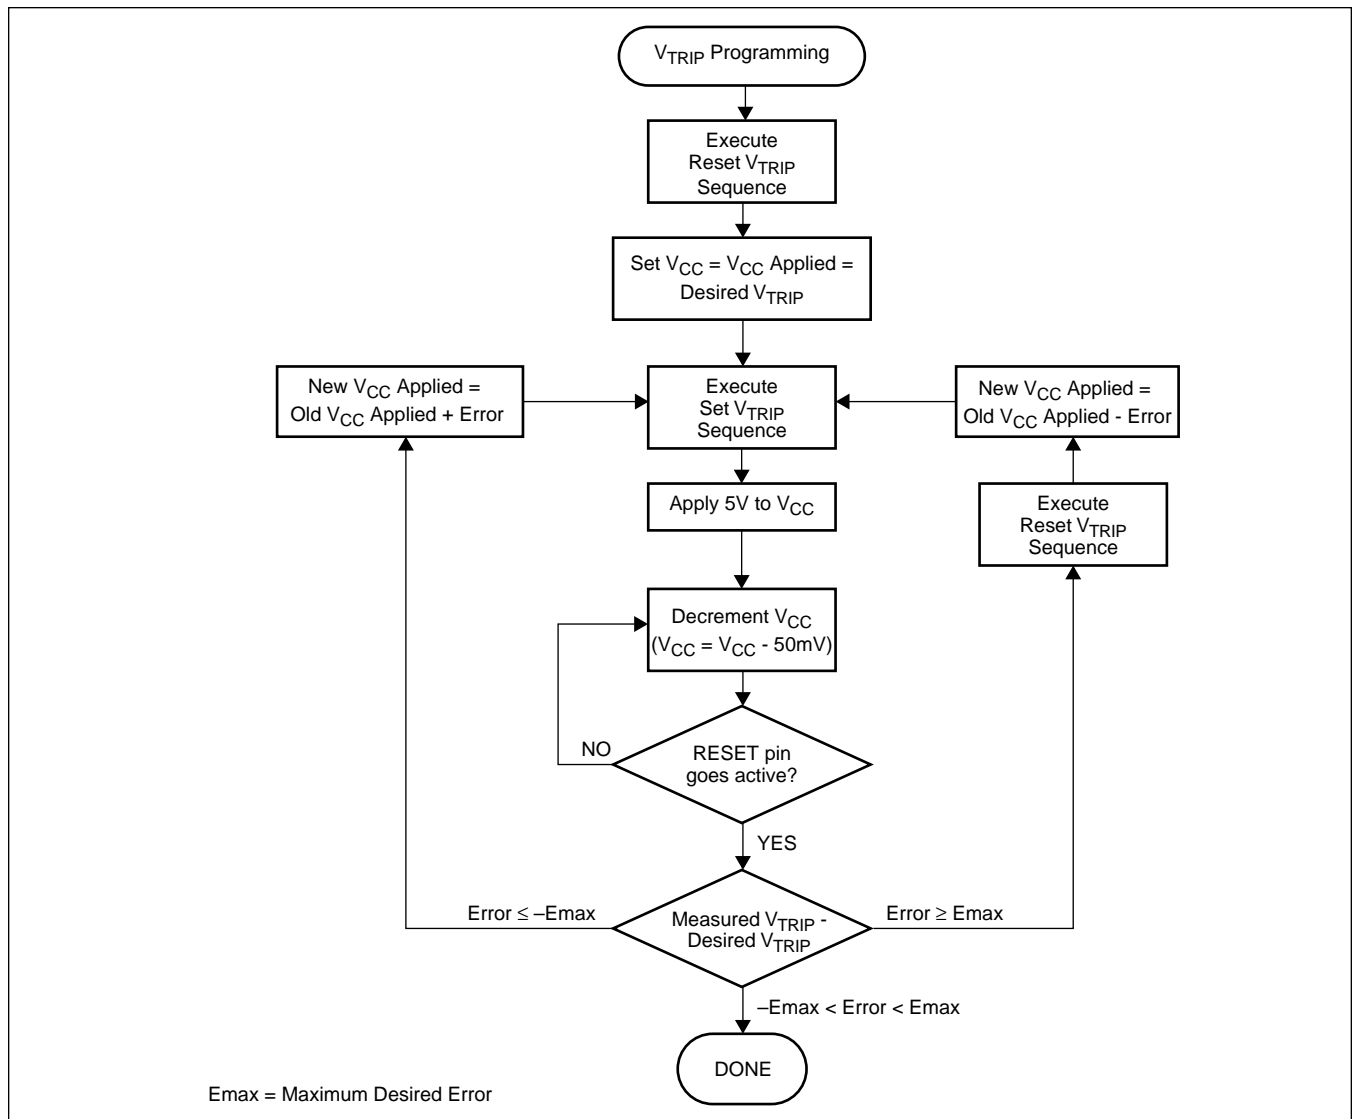 VTRIP Programming
Execute
Reset VTRIP
Sequence
Set VCC = VCC Applied =
Desired VTRIP
New VCC Applied =
Old VCC Applied + Error
Execute
Set VTRIP
Sequence
New VCC Applied =
Old VCC Applied - Error
Apply 5V to VCC
Execute
Reset VTRIP
Sequence
Decrement VCC
(VCC = VCC - 50mV)
NO
RESET pin
goes active?
YES
Error ≤ –Emax
Measured VTRIP -
Desired VTRIP
Error ≥ Emax
–Emax < Error < Emax
DONE
Emax = Maximum Desired Error